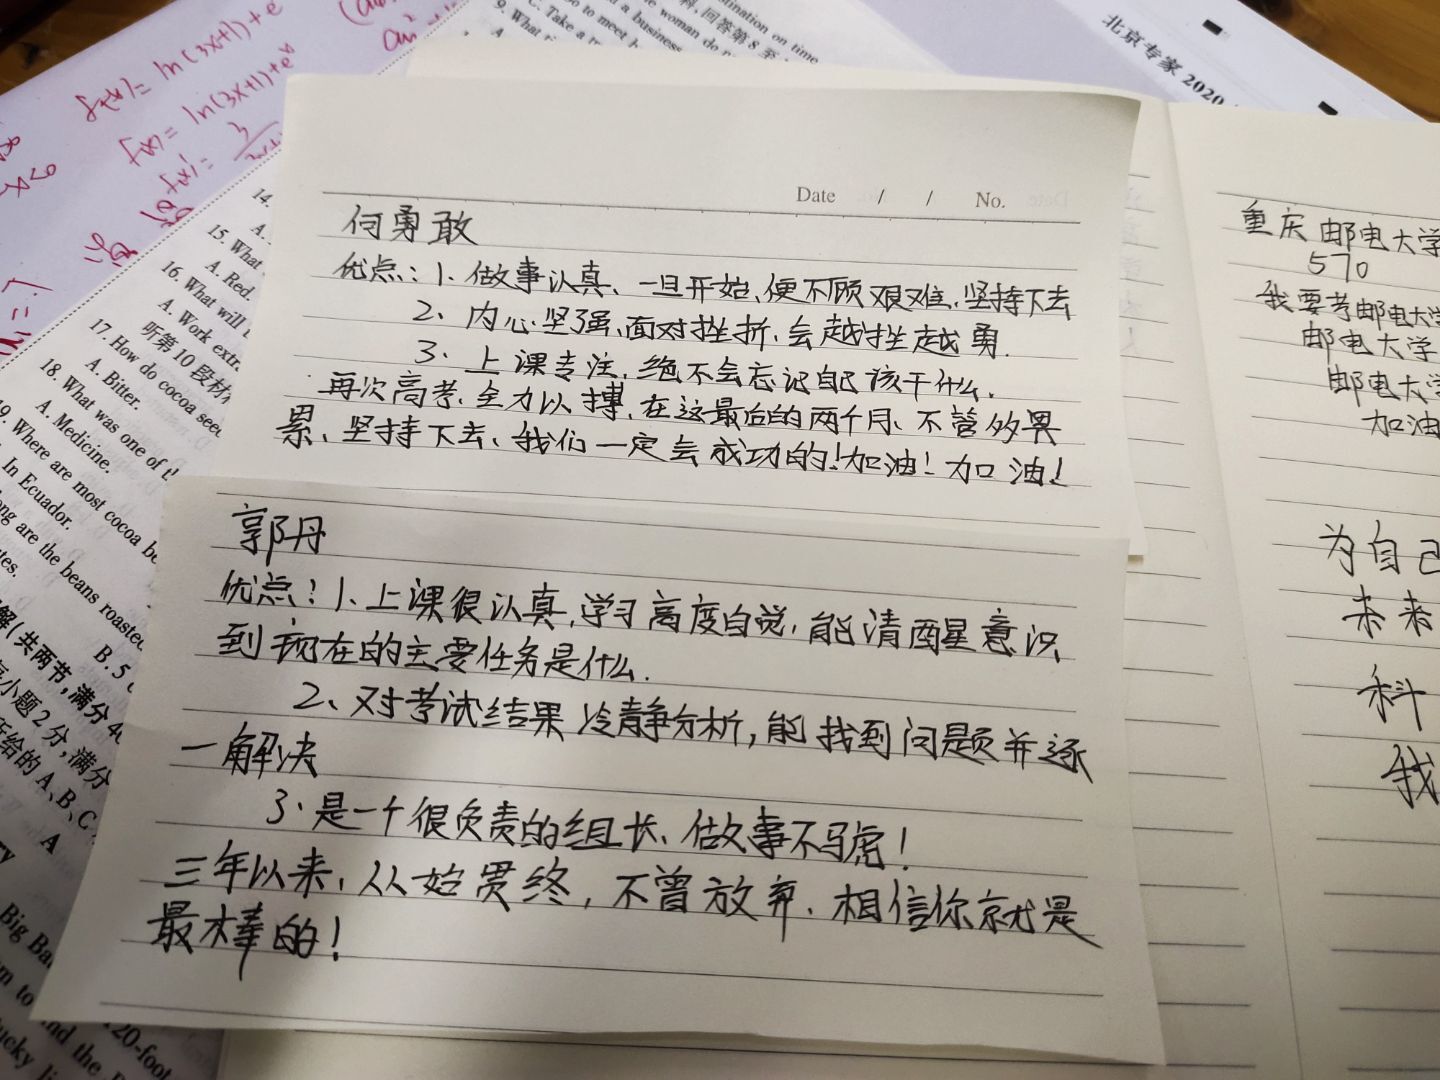 Date / / No.
何勇敢
优点:1、做事认真、一旦开始、便不顾艰难、坚持下去
2、内心坚强、面对挫折、会越挫越勇.
3、上课专注、绝不会忘记自己该干什么.
再次高考、全力以搏、在这最后的两个月、不管多累
累、坚持下去、我们一定会成功的!加油!加油!
郭丹
优点:1、上课很认真,学习高度自觉,能清醒意识
到现在的主要任务是什么.
2、对考试结果冷静分析,能找到问题并逐
一解决
3、是一个很负责的组长、做事不马虎!
三年以来,从始贯终,不曾放弃.相信你就是
最棒的!
重庆邮电大学
570
我要考邮电大学
邮电大学
邮电大学
加油
为自己
未来
科
我
北京专家 2020
f(x)= ln(3x+1)+e
f(x)= ln(3x+1)+eˣ
9. What
C. Take a
料,回答第8至
14.
A.
15. What
A. Red.
16. What will
A. Work extr
听第10段材
17. How do cocoa see
A. Bitter.
18. What was one of t
A. Medicine.
19. Where are most cocoa be
In Ecuador.
ong are the beans roasted
tes.
B. 5
解(共两节,满分40
小题2分,满分
所给的A、B、C
A
Big Ba
120-foot